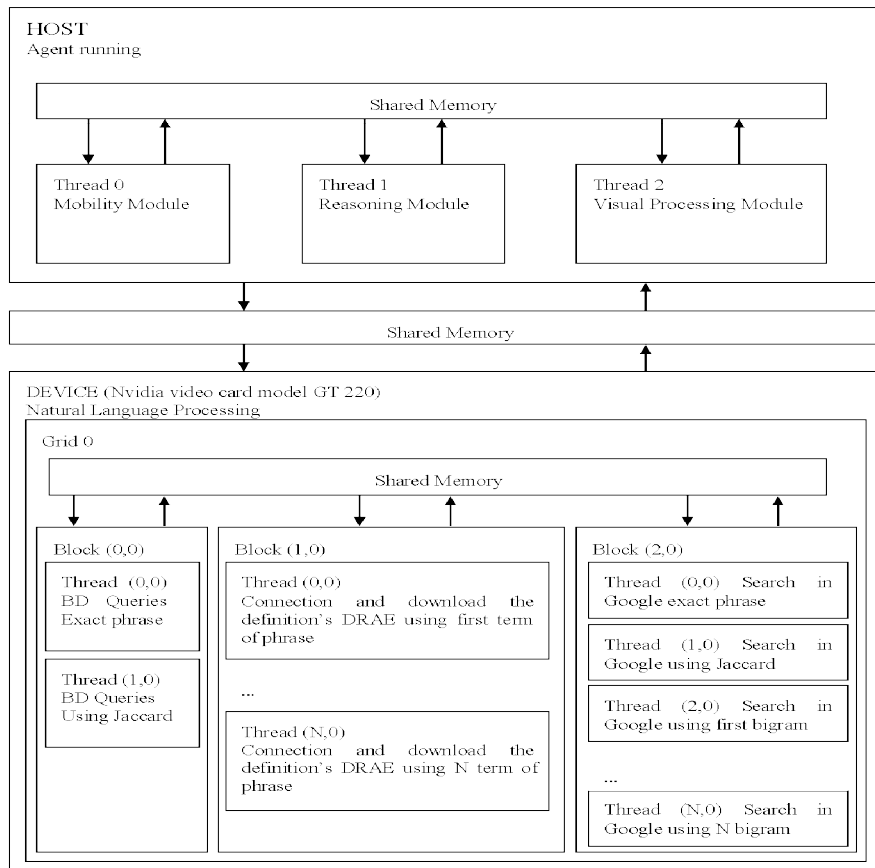 HOST
Agent running
Shared Memory
Thread 0
Mobility Module
Thread 1
Reasoning Module
Thread 2
Visual Processing Module
Shared Memory
DEVICE (Nvidia video card model GT 220)
Natural Language Processing
Grid 0
Shared Memory
Block (0,0)
Thread (0,0)
BD Queries
Exact phrase
Thread (1,0)
BD Queries
Using Jaccard
Block (1,0)
Thread (0,0)
Connection and download the
definition's DRAE using first term
of phrase
...
Thread (N,0)
Connection and download the
definition's DRAE using N term of
phrase
Block (2,0)
Thread (0,0) Search in
Google exact phrase
Thread (1,0) Search in
Google using Jaccard
Thread (2,0) Search in
Google using first bigram
...
Thread (N,0) Search in
Google using N bigram